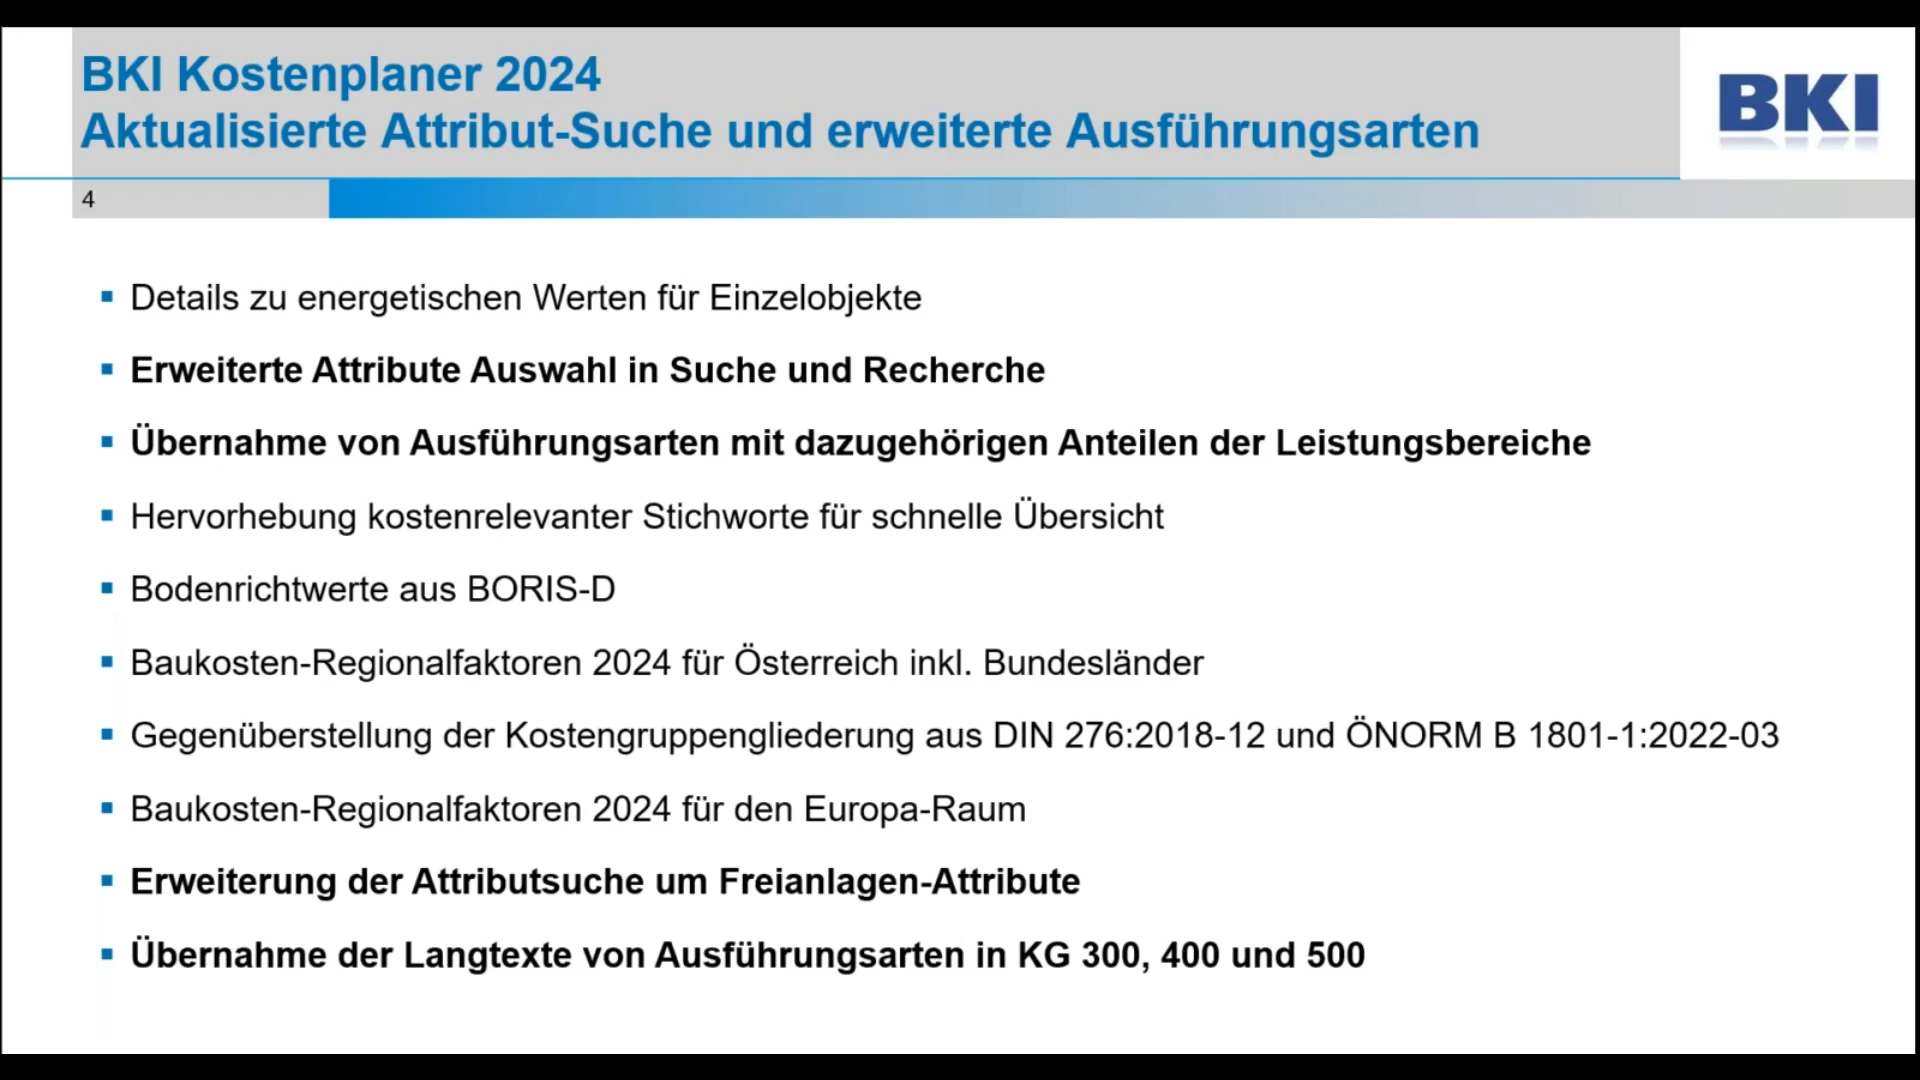 BKI Kostenplaner 2024
Aktualisierte Attribut-Suche und erweiterte Ausführungsarten
BKI
4
Details zu energetischen Werten für Einzelobjekte
Erweiterte Attribute Auswahl in Suche und Recherche
Übernahme von Ausführungsarten mit dazugehörigen Anteilen der Leistungsbereiche
Hervorhebung kostenrelevanter Stichworte für schnelle Übersicht
Bodenrichtwerte aus BORIS-D
Baukosten-Regionalfaktoren 2024 für Österreich inkl. Bundesländer
Gegenüberstellung der Kostengruppengliederung aus DIN 276:2018-12 und ÖNORM B 1801-1:2022-03
Baukosten-Regionalfaktoren 2024 für den Europa-Raum
Erweiterung der Attributsuche um Freianlagen-Attribute
Übernahme der Langtexte von Ausführungsarten in KG 300, 400 und 500